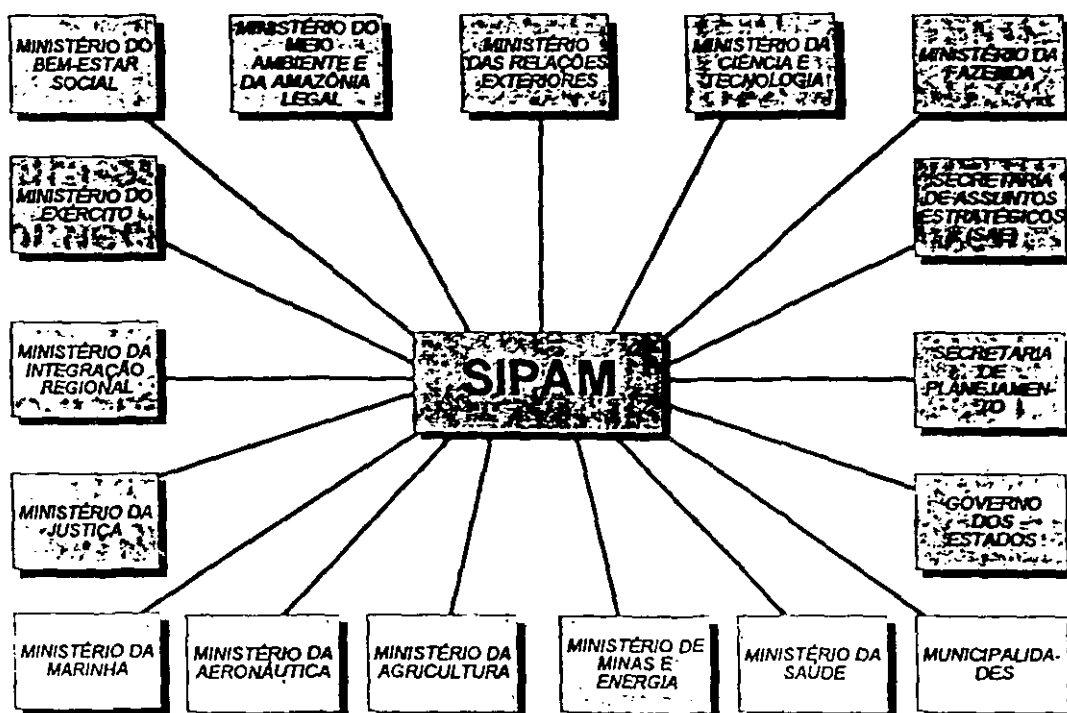 MINISTÉRIO DO
BEM-ESTAR
SOCIAL
MINISTÉRIO DO
MEIO
AMBIENTE E
DA AMAZÔNIA
LEGAL
MINISTÉRIO
DAS RELAÇÕES
EXTERIORES
MINISTÉRIO DA
CIÊNCIA E
TECNOLOGIA
MINISTÉRIO DA
FAZENDA
MINISTÉRIO DO
EXÉRCITO
SECRETARIA
DE ASSUNTOS
ESTRATÉGICOS
(SAE)
MINISTÉRIO DA
INTEGRAÇÃO
REGIONAL
SIPAM
SECRETARIA
DE
PLANEJAMEN-
TO
MINISTÉRIO DA
JUSTIÇA
GOVERNO
DOS
ESTADOS
MINISTÉRIO DA
MARINHA
MINISTÉRIO DA
AERONÁUTICA
MINISTÉRIO DA
AGRICULTURA
MINISTÉRIO DE
MINAS E
ENERGIA
MINISTÉRIO DA
SAÚDE
MUNICIPALIDA-
DES